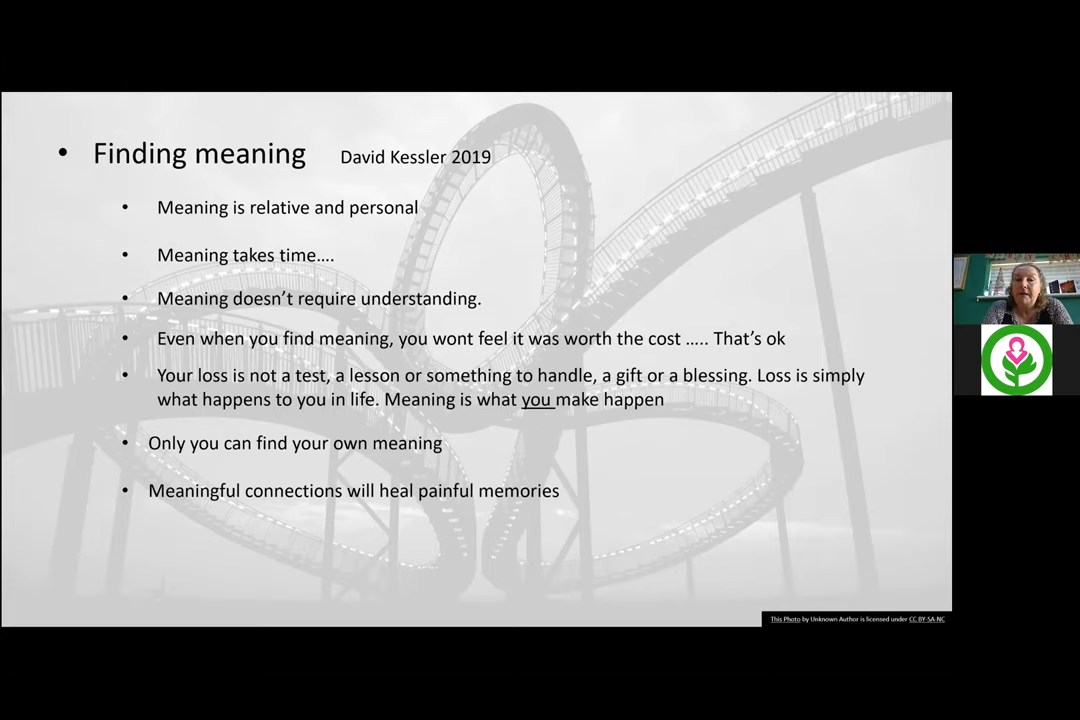 • Finding meaning David Kessler 2019
• Meaning is relative and personal
• Meaning takes time….
• Meaning doesn’t require understanding.
• Even when you find meaning, you wont feel it was worth the cost ….. That’s ok
• Your loss is not a test, a lesson or something to handle, a gift or a blessing. Loss is simply
what happens to you in life. Meaning is what you make happen
• Only you can find your own meaning
• Meaningful connections will heal painful memories
This Photo by Unknown Author is licensed under CC BY-SA-NC